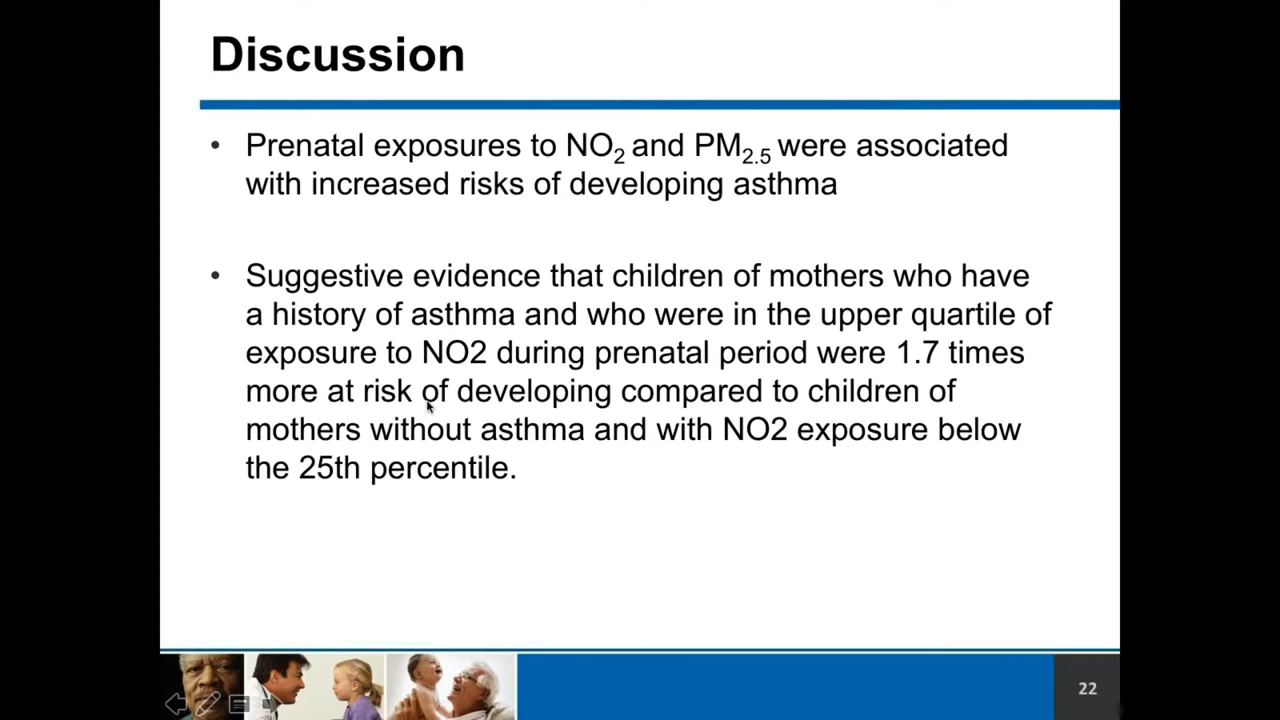 Discussion
• Prenatal exposures to NO₂ and PM₂.₅ were associated
with increased risks of developing asthma
• Suggestive evidence that children of mothers who have
a history of asthma and who were in the upper quartile of
exposure to NO2 during prenatal period were 1.7 times
more at risk of developing compared to children of
mothers without asthma and with NO2 exposure below
the 25th percentile.
22